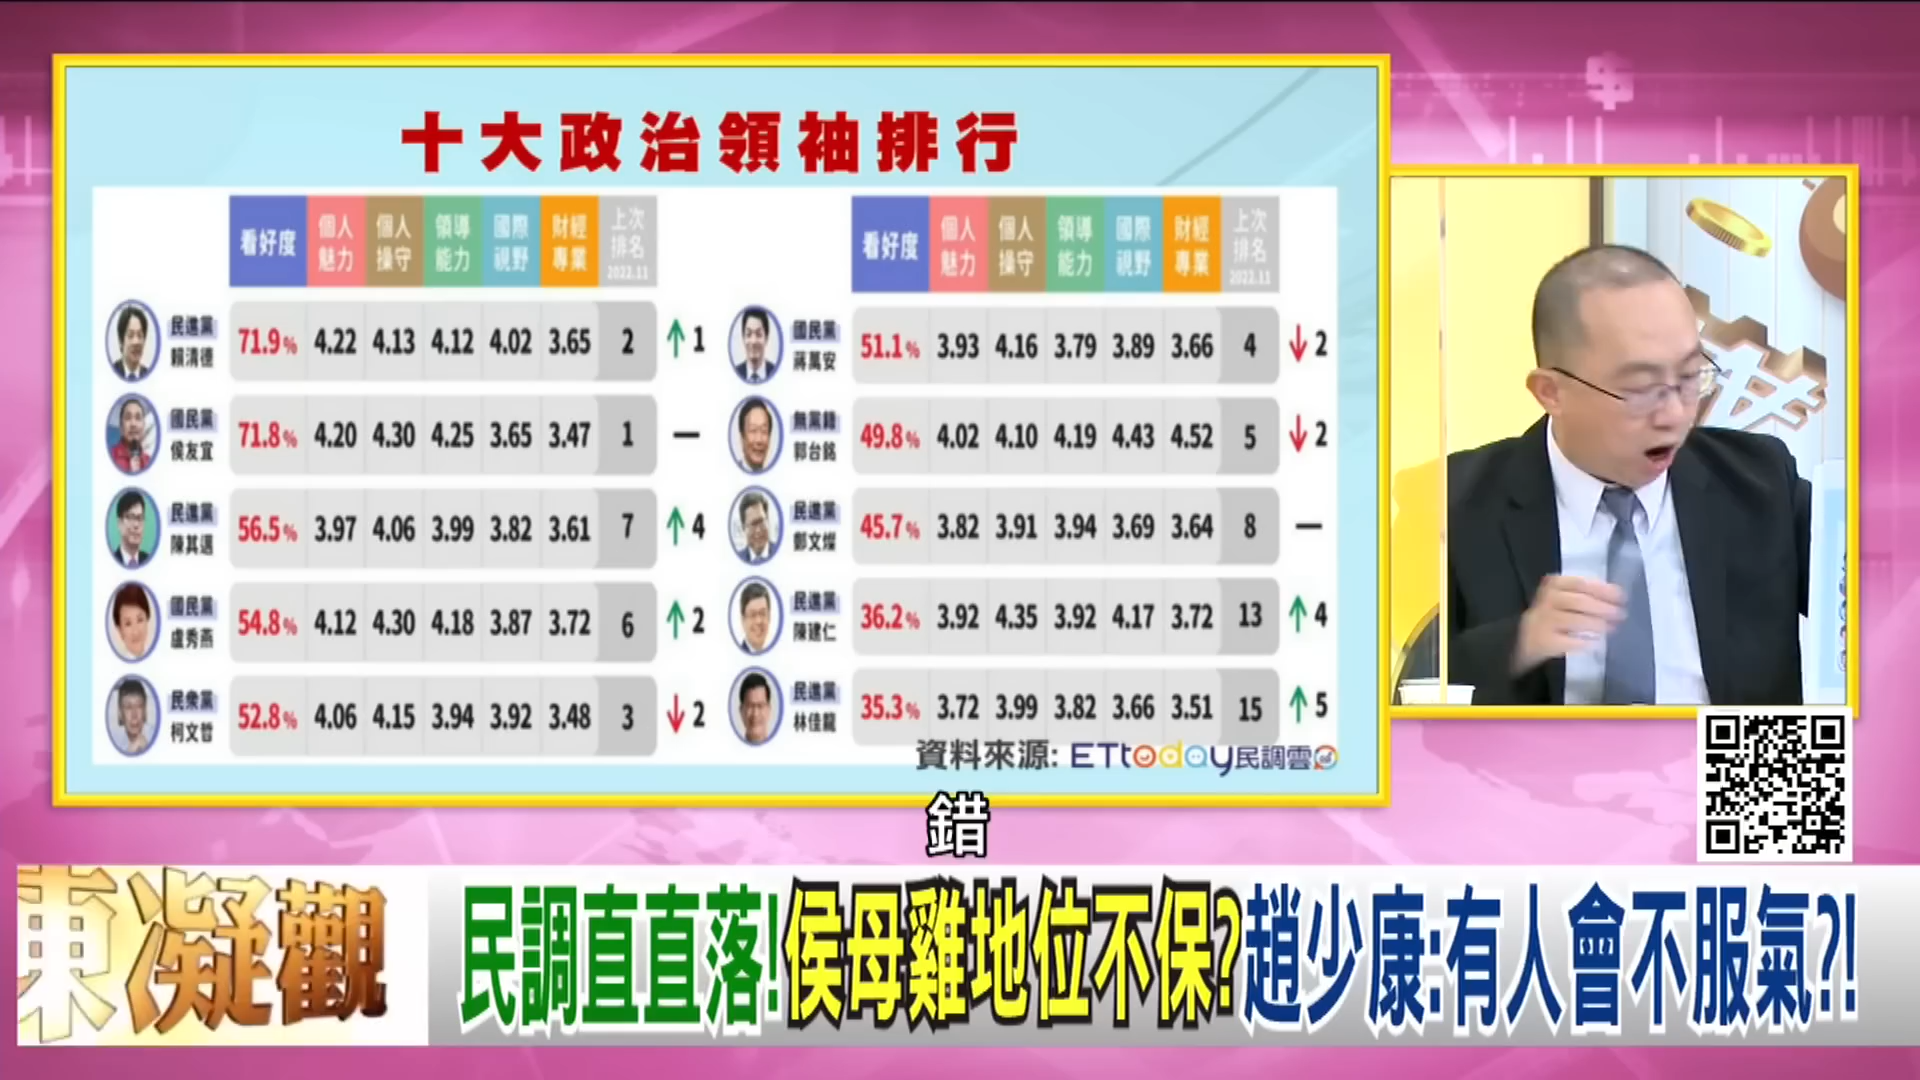 十大政治領袖排行
看好度 個人魅力 個人操守 領導能力 國際視野 財經專業 上次排名 2022.11
民進黨 賴清德 71.9% 4.22 4.13 4.12 4.02 3.65 2 ↑1
國民黨 侯友宜 71.8% 4.20 4.30 4.25 3.65 3.47 1 —
民進黨 陳其邁 56.5% 3.97 4.06 3.99 3.82 3.61 7 ↑4
國民黨 盧秀燕 54.8% 4.12 4.30 4.18 3.87 3.72 6 ↑2
民眾黨 柯文哲 52.8% 4.06 4.15 3.94 3.92 3.48 3 ↓2
看好度 個人魅力 個人操守 領導能力 國際視野 財經專業 上次排名 2022.11
國民黨 蔣萬安 51.1% 3.93 4.16 3.79 3.89 3.66 4 ↓2
無黨籍 郭台銘 49.8% 4.02 4.10 4.19 4.43 4.52 5 ↓2
民進黨 鄭文燦 45.7% 3.82 3.91 3.94 3.69 3.64 8 —
民進黨 陳建仁 36.2% 3.92 4.35 3.92 4.17 3.72 13 ↑4
民進黨 林佳龍 35.3% 3.72 3.99 3.82 3.66 3.51 15 ↑5
資料來源: ETtoday民調雲
錯
東凝觀
民調直直落!侯母雞地位不保?趙少康:有人會不服氣?!